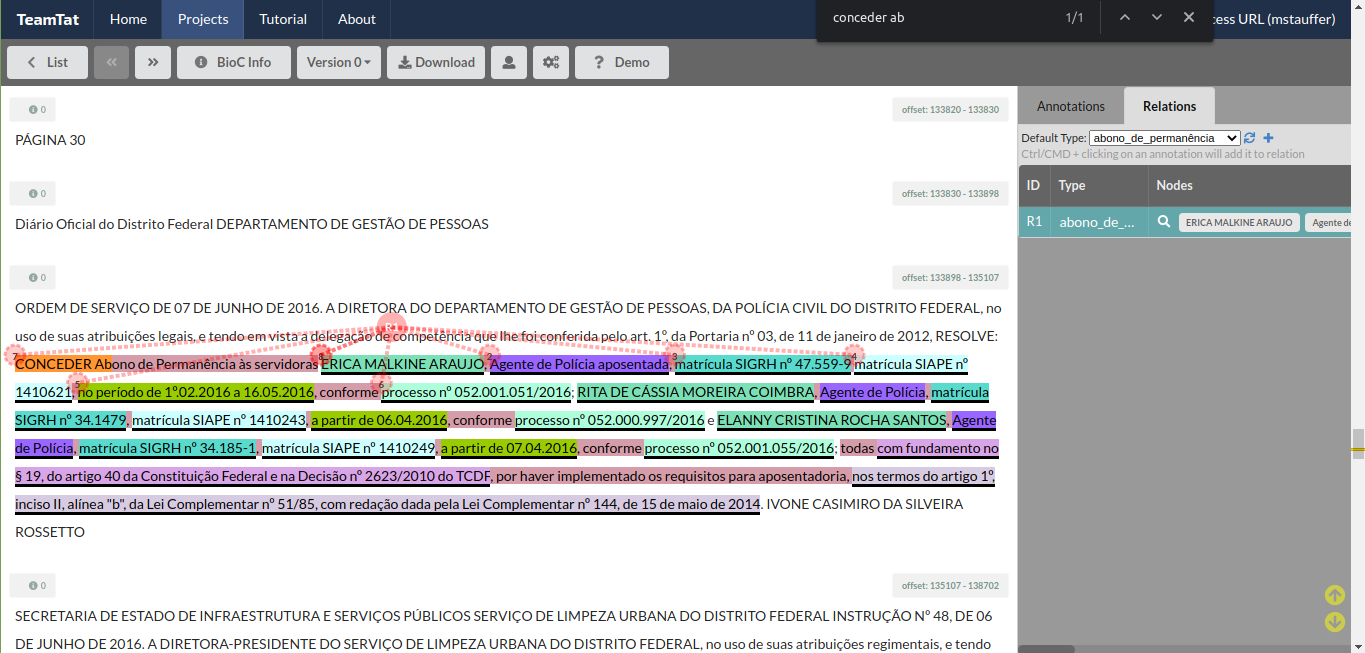 TeamTat Home Projects Tutorial About conceder ab 1/1 cess URL (mstauffer)
List « » BioC Info Version 0 Download Demo
0 offset: 133820 - 133830
PÁGINA 30
0 offset: 133830 - 133898
Diário Oficial do Distrito Federal DEPARTAMENTO DE GESTÃO DE PESSOAS
0 offset: 133898 - 135107
ORDEM DE SERVIÇO DE 07 DE JUNHO DE 2016. A DIRETORA DO DEPARTAMENTO DE GESTÃO DE PESSOAS, DA POLÍCIA CIVIL DO DISTRITO FEDERAL, no
R1
uso de suas atribuições legais, e tendo em vista a delegação de competência que lhe foi conferida pelo art. 1º, da Portaria nº 03, de 11 de janeiro de 2012, RESOLVE:
7 8 2 3 4
CONCEDER Abono de Permanência às servidoras ERICA MALKINE ARAUJO, Agente de Polícia aposentada, matrícula SIGRH nº 47.559-9 matrícula SIAPE nº
5 6
1410621, no período de 1º.02.2016 a 16.05.2016, conforme processo nº 052.001.051/2016; RITA DE CÁSSIA MOREIRA COIMBRA, Agente de Polícia, matrícula
SIGRH nº 34.1479, matrícula SIAPE nº 1410243, a partir de 06.04.2016, conforme processo nº 052.000.997/2016 e ELANNY CRISTINA ROCHA SANTOS, Agente
de Polícia, matrícula SIGRH nº 34.185-1, matrícula SIAPE nº 1410249, a partir de 07.04.2016, conforme processo nº 052.001.055/2016; todas com fundamento no
§ 19, do artigo 40 da Constituição Federal e na Decisão nº 2623/2010 do TCDF, por haver implementado os requisitos para aposentadoria, nos termos do artigo 1º,
inciso II, alínea "b", da Lei Complementar nº 51/85, com redação dada pela Lei Complementar nº 144, de 15 de maio de 2014. IVONE CASIMIRO DA SILVEIRA
ROSSETTO
0 offset: 135107 - 138702
SECRETARIA DE ESTADO DE INFRAESTRUTURA E SERVIÇOS PÚBLICOS SERVIÇO DE LIMPEZA URBANA DO DISTRITO FEDERAL INSTRUÇÃO Nº 48, DE 06
DE JUNHO DE 2016. A DIRETORA-PRESIDENTE DO SERVIÇO DE LIMPEZA URBANA DO DISTRITO FEDERAL, no uso de suas atribuições regimentais, e tendo
Annotations Relations
Default Type: abono_de_permanência
Ctrl/CMD + clicking on an annotation will add it to relation
ID Type Nodes
R1 abono_de_... ERICA MALKINE ARAUJO Agente de